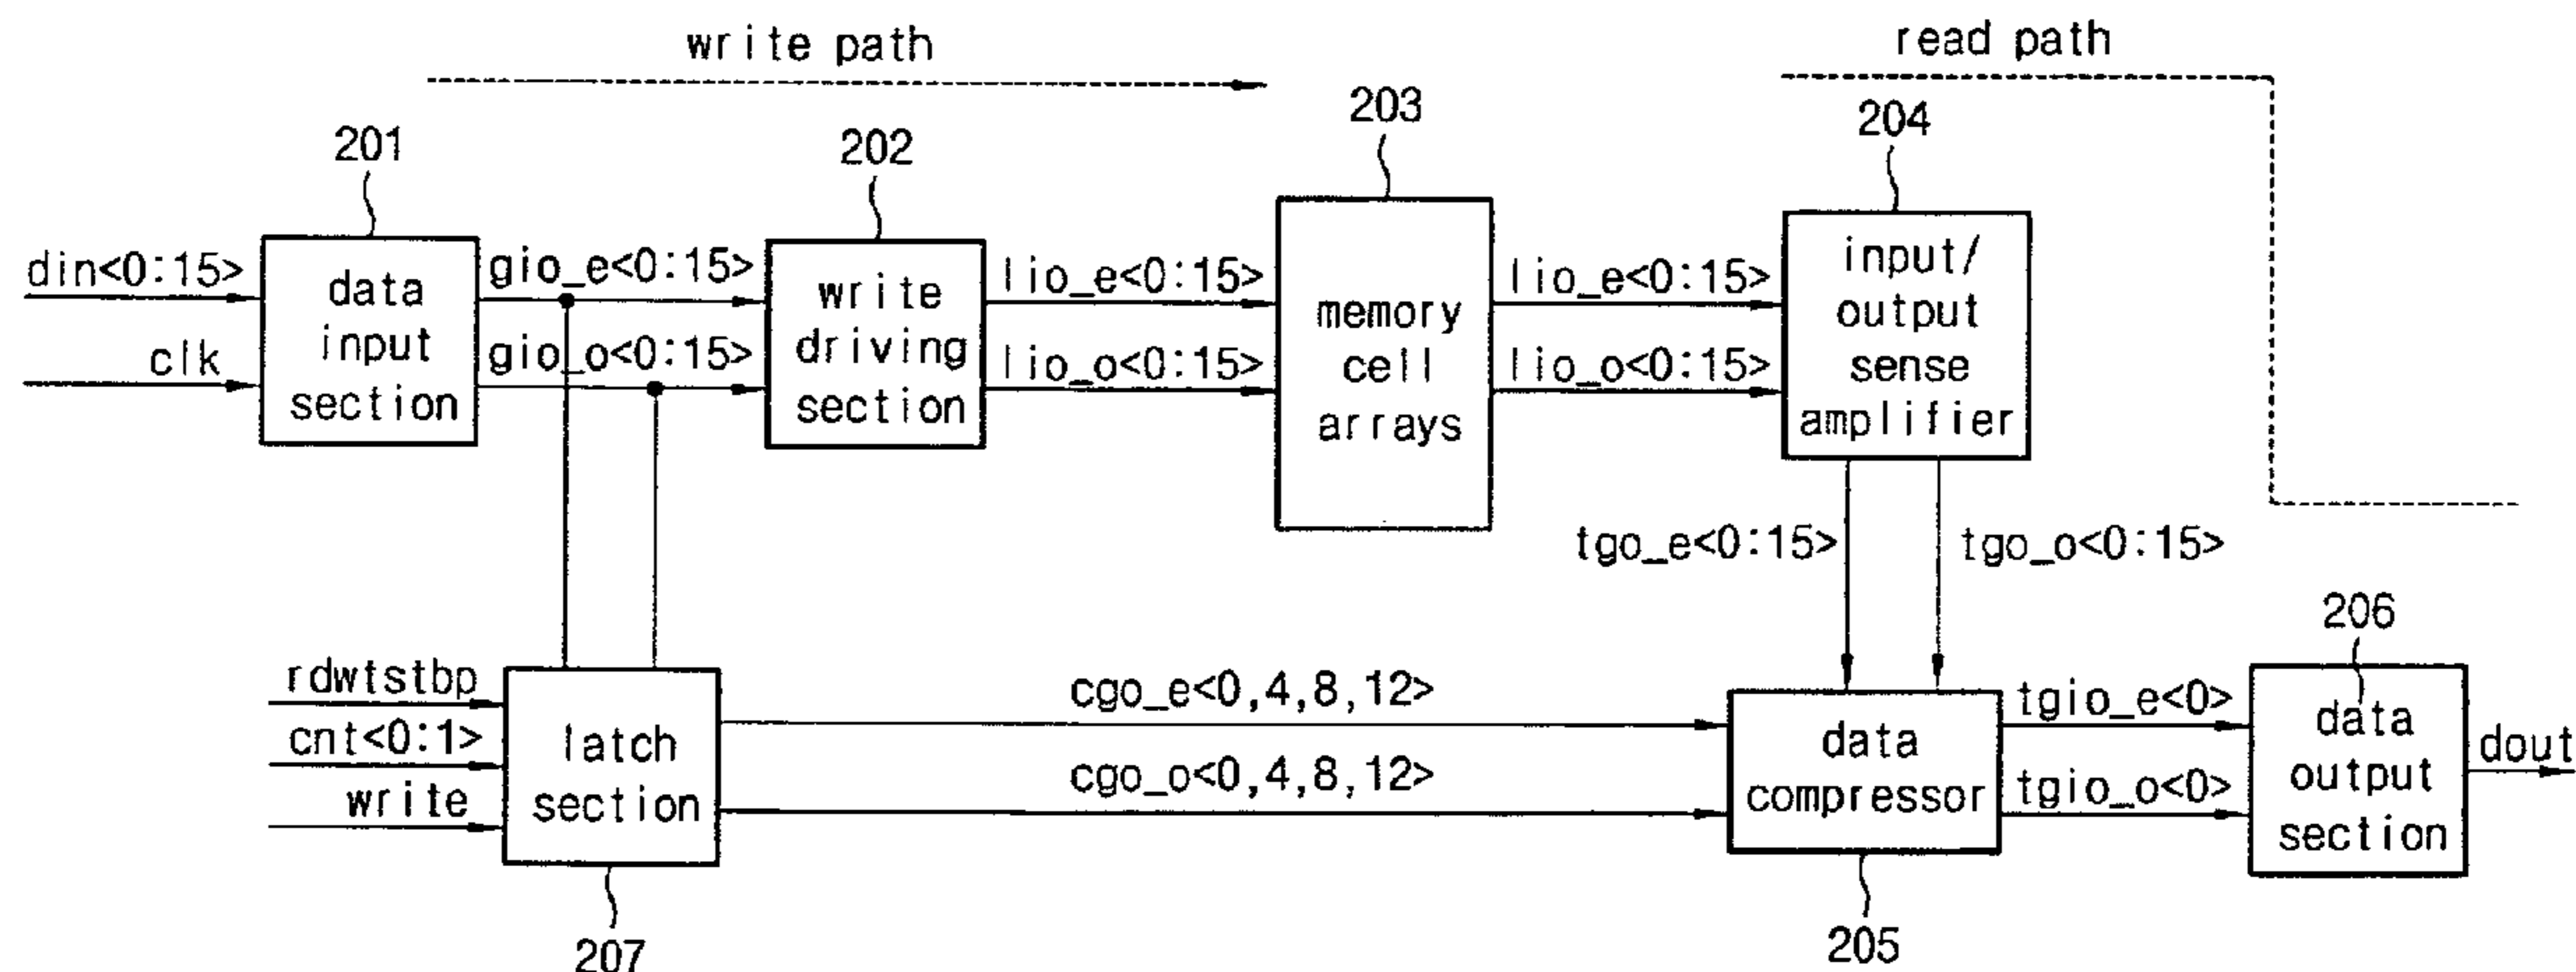 write path
read path
201
202
203
204
din<0:15>
clk
data
input
section
gio_e<0:15>
gio_o<0:15>
write
driving
section
lio_e<0:15>
lio_o<0:15>
memory
cell
arrays
lio_e<0:15>
lio_o<0:15>
input/
output
sense
amplifier
tgo_e<0:15>
tgo_o<0:15>
rdwtstbp
cnt<0:1>
write
latch
section
207
cgo_e<0,4,8,12>
cgo_o<0,4,8,12>
data
compressor
205
tgio_e<0>
tgio_o<0>
206
data
output
section
dout